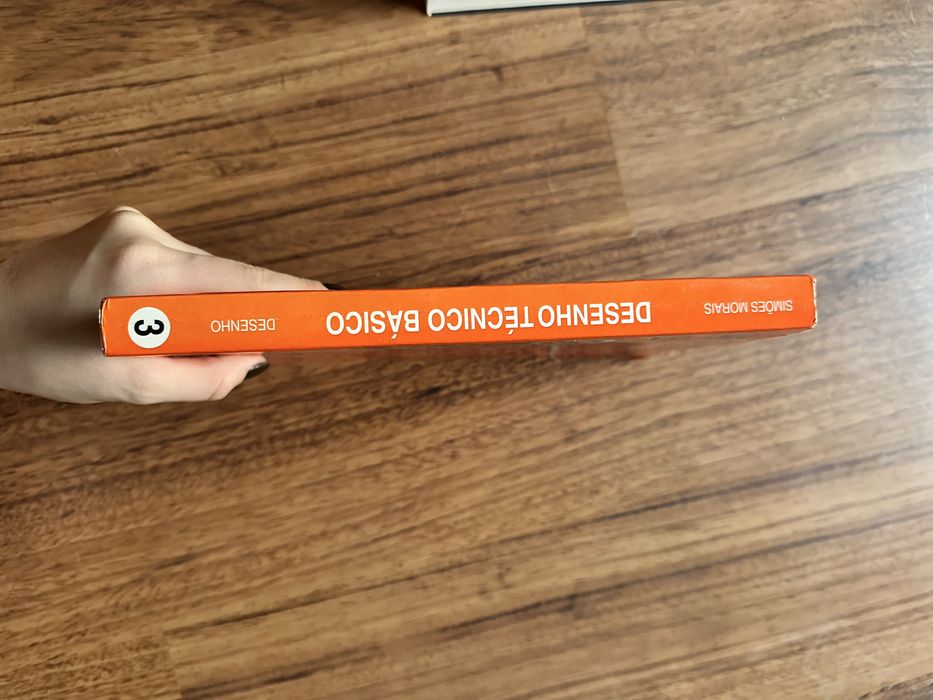 SIMÕES MORAIS
DESENHO TÉCNICO BÁSICO
DESENHO
3